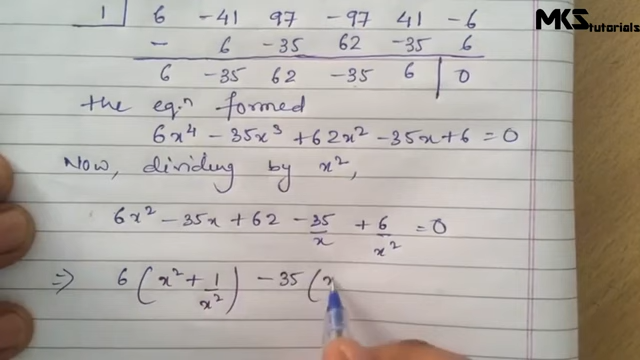 MKS tutorials
1 6 -41 97 -97 41 -6
- 6 -35 62 -35 6
6 -35 62 -35 6 0
the eqn formed
6x⁴ - 35x³ + 62x² - 35x + 6 = 0
Now, dividing by x²,
6x² - 35x + 62 - 35/x + 6/x² = 0
⇒ 6(x² + 1/x²) - 35(x